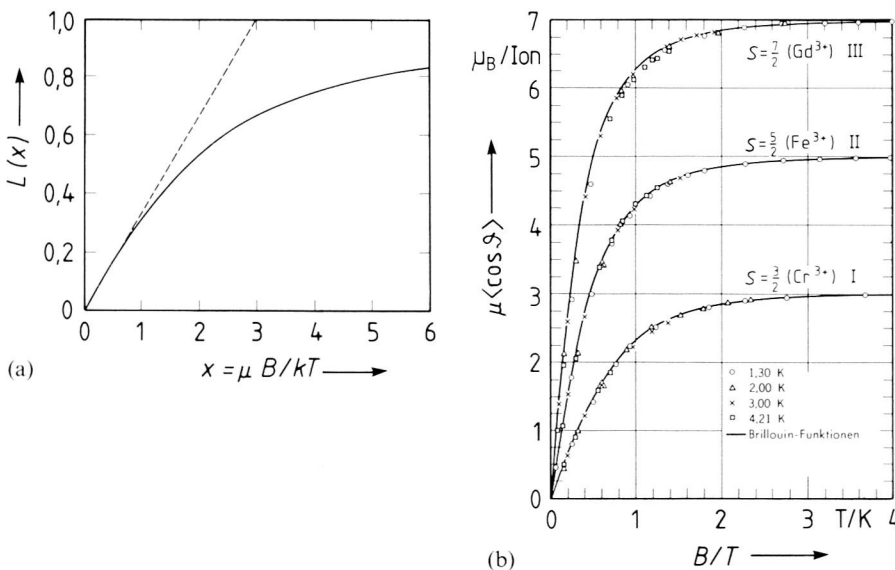 1,0
0,8
0,6
0,4
0,2
0
L(x)
0 1 2 3 4 5 6
x = μ B/kT
(a)
7
μ_B/Ion
6
5
4
3
2
1
0
μ<cos ϑ>
S = 7/2 (Gd³⁺) III
S = 5/2 (Fe³⁺) II
S = 3/2 (Cr³⁺) I
○ 1,30 K
△ 2,00 K
× 3,00 K
□ 4,21 K
— Brillouin-Funktionen
0 1 2 3 T/K 4
B/T
(b)